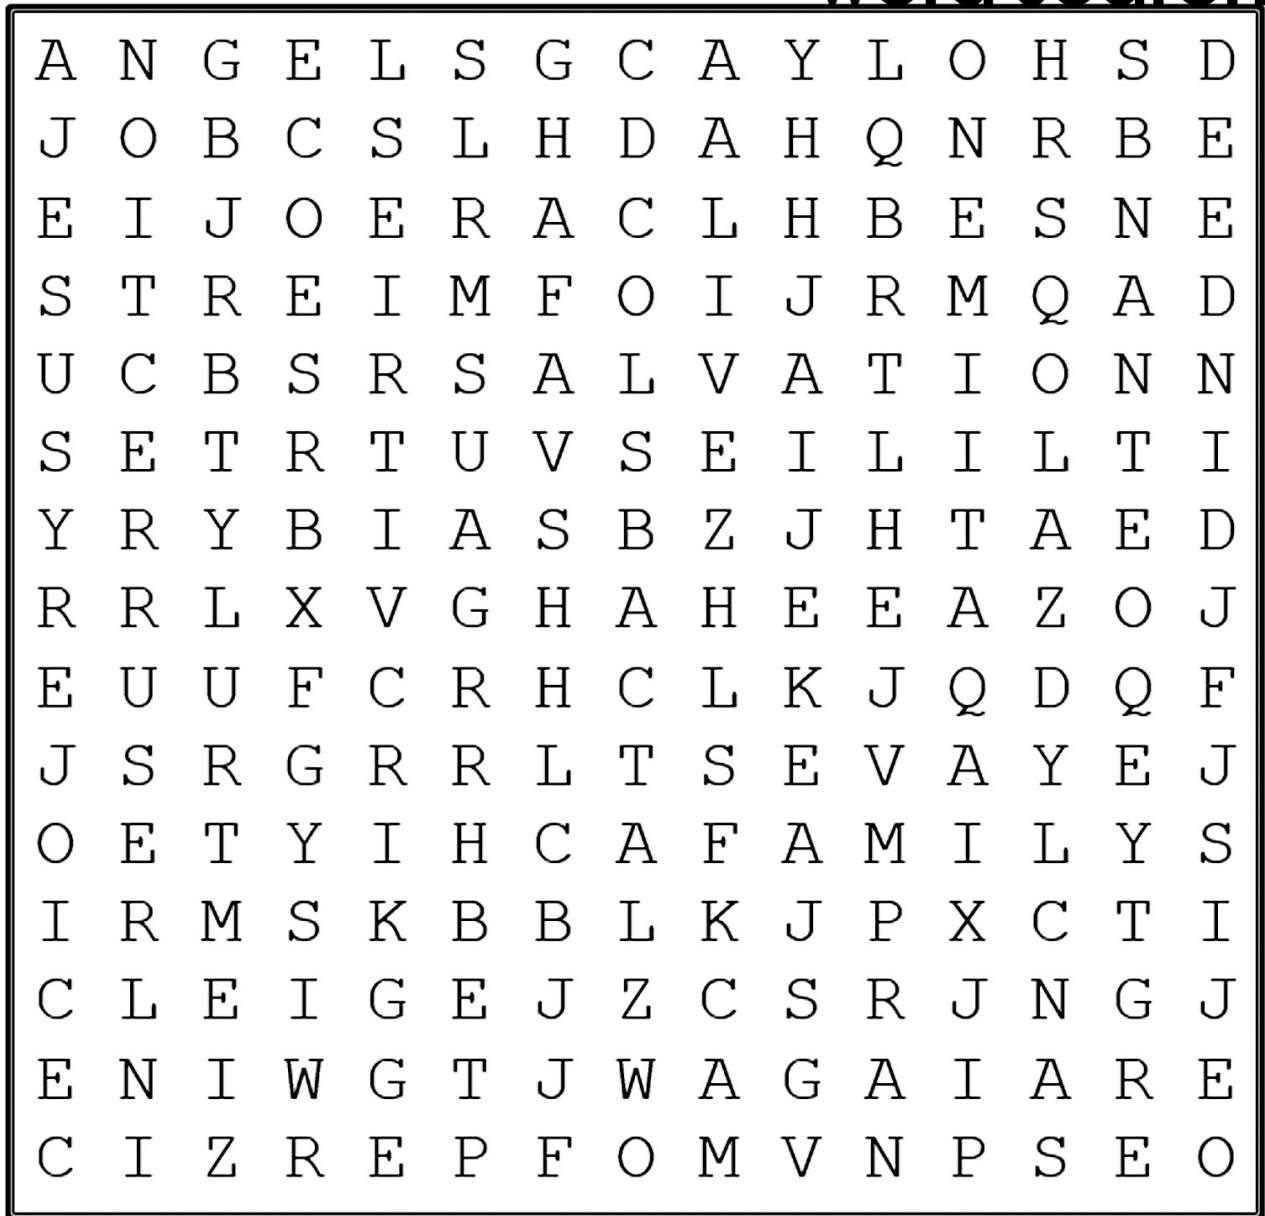 A N G E L S G C A Y L O H S D
J O B C S L H D A H Q N R B E
E I J O E R A C L H B E S N E
S T R E I M F O I J R M Q A D
U C B S R S A L V A T I O N N
S E T R T U V S E I L I L T I
Y R Y B I A S B Z J H T A E D
R R L X V G H A H E E A Z O J
E U U F C R H C L K J Q D Q F
J S R G R R L T S E V A Y E J
O E T Y I H C A F A M I L Y S
I R M S K B B L K J P X C T I
C L E I G E J Z C S R J N G J
E N I W G T J W A G A I A R E
C I Z R E P F O M V N P S E O